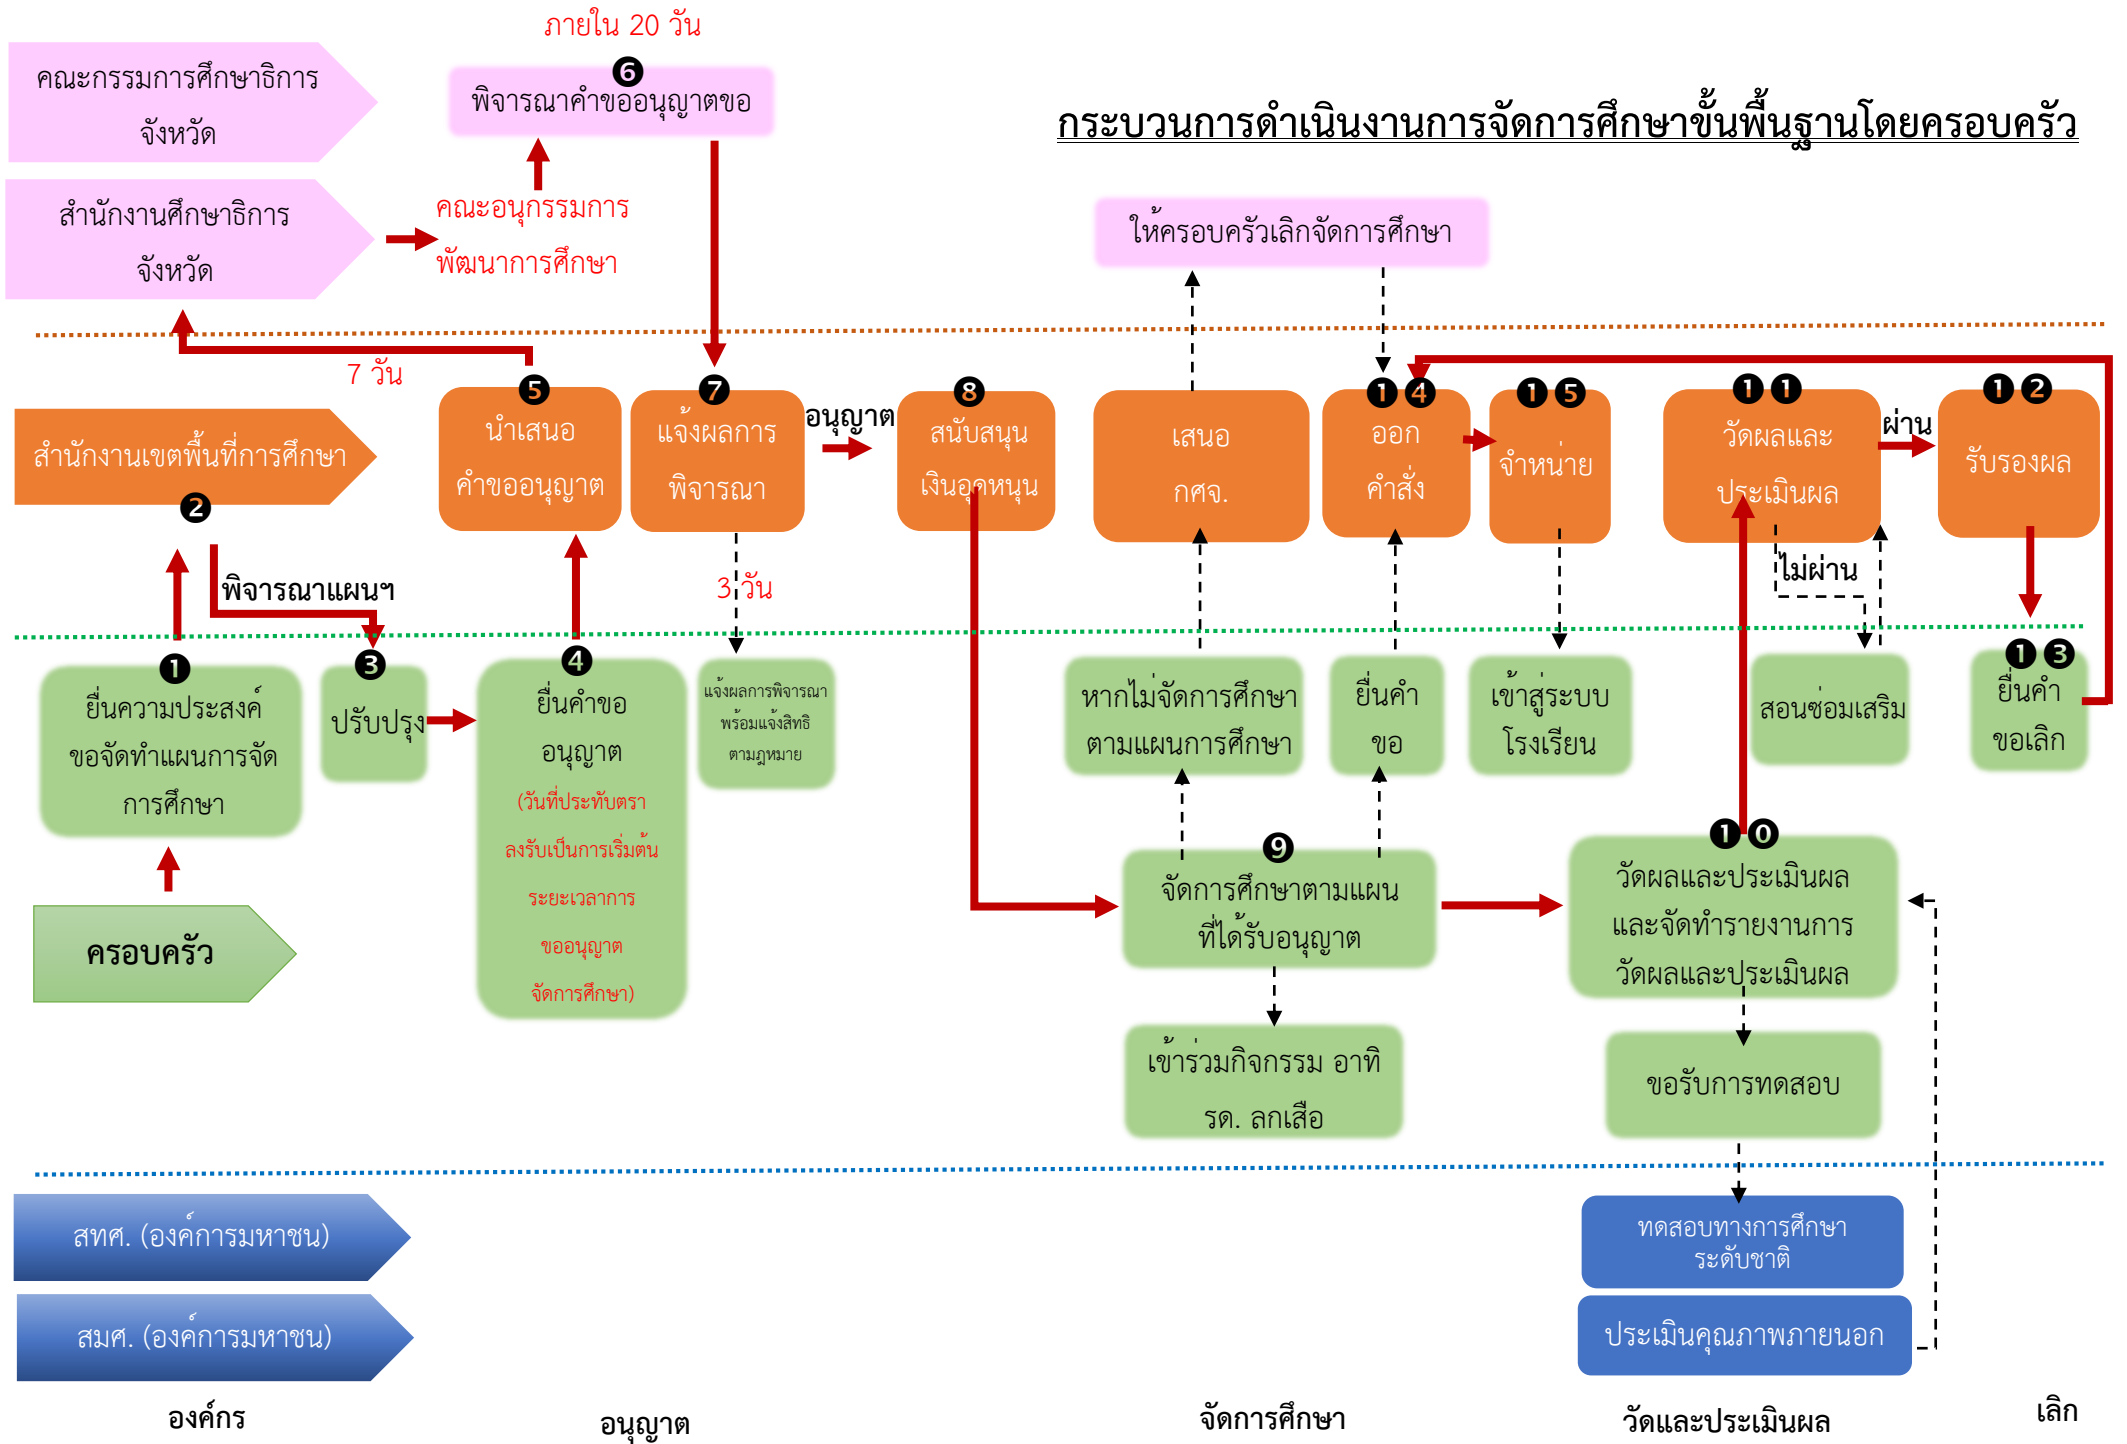 ภายใน 20 วัน
คณะกรรมการศึกษาธิการ
จังหวัด
❻
พิจารณาคำขออนุญาตขอ
กระบวนการดำเนินงานการจัดการศึกษาขั้นพื้นฐานโดยครอบครัว
สำนักงานศึกษาธิการ
จังหวัด
คณะอนุกรรมการ
พัฒนาการศึกษา
ให้ครอบครัวเลิกจัดการศึกษา
7 วัน
สำนักงานเขตพื้นที่การศึกษา
❷
❺
นำเสนอ
คำขออนุญาต
❼
แจ้งผลการ
พิจารณา
อนุญาต
❽
สนับสนุน
เงินอุดหนุน
เสนอ
กศจ.
❶❹
ออก
คำสั่ง
❶❺
จำหน่าย
❶❶
วัดผลและ
ประเมินผล
ผ่าน
❶❷
รับรองผล
พิจารณาแผนฯ
3 วัน
ไม่ผ่าน
❶
ยื่นความประสงค์
ขอจัดทำแผนการจัด
การศึกษา
❸
ปรับปรุง
❹
ยื่นคำขอ
อนุญาต
(วันที่ประทับตรา
ลงรับเป็นการเริ่มต้น
ระยะเวลาการ
ขออนุญาต
จัดการศึกษา)
แจ้งผลการพิจารณา
พร้อมแจ้งสิทธิ
ตามฎหมาย
หากไม่จัดการศึกษา
ตามแผนการศึกษา
ยื่นคำ
ขอ
เข้าสู่ระบบ
โรงเรียน
สอนซ่อมเสริม
❶❸
ยื่นคำ
ขอเลิก
ครอบครัว
❾
จัดการศึกษาตามแผน
ที่ได้รับอนุญาต
❶⓿
วัดผลและประเมินผล
และจัดทำรายงานการ
วัดผลและประเมินผล
เข้าร่วมกิจกรรม อาทิ
รด. ลกเสือ
ขอรับการทดสอบ
สทศ. (องค์การมหาชน)
ทดสอบทางการศึกษา
ระดับชาติ
สมศ. (องค์การมหาชน)
ประเมินคุณภาพภายนอก
องค์กร
อนุญาต
จัดการศึกษา
วัดและประเมินผล
เลิก